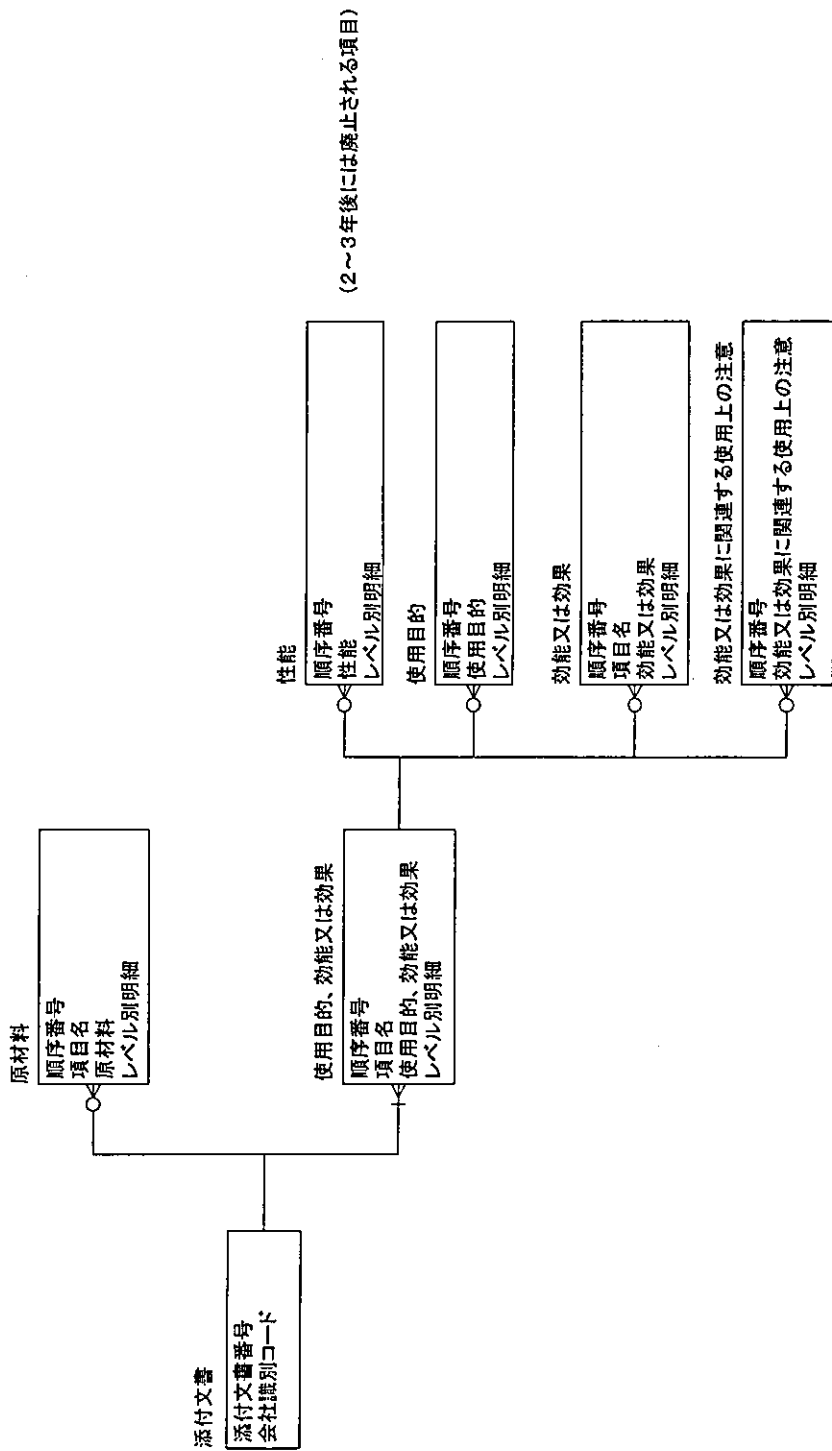 添付文書
添付文書番号
会社識別コード
原材料
順序番号
項目名
原材料
レベル別明細
使用目的、効能又は効果
順序番号
項目名
使用目的、効能又は効果
レベル別明細
性能
順序番号
性能
レベル別明細
(2～3年後には廃止される項目)
使用目的
順序番号
使用目的
レベル別明細
効能又は効果
順序番号
項目名
効能又は効果
レベル別明細
効能又は効果に関連する使用上の注意
順序番号
効能又は効果に関連する使用上の注意
レベル別明細